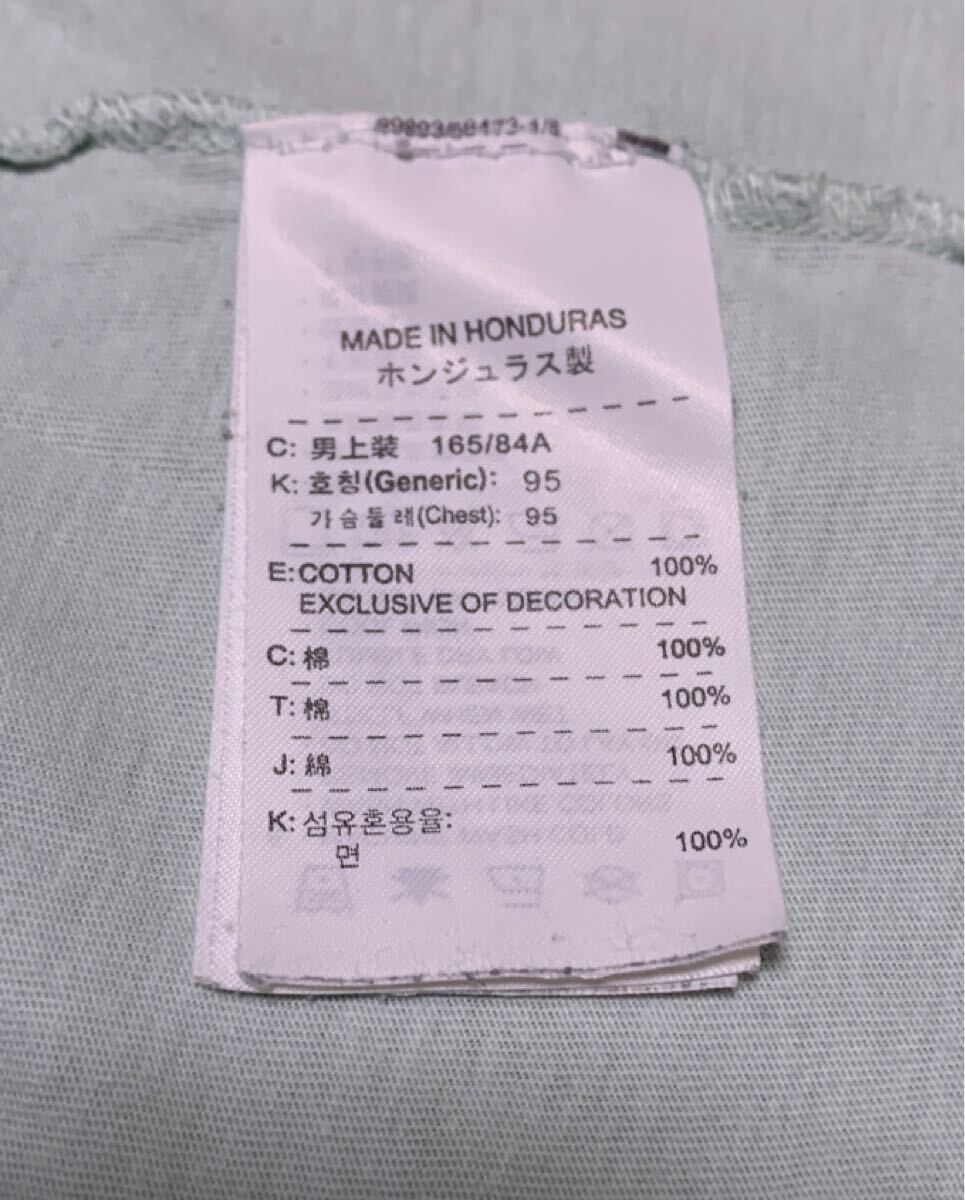 MADE IN HONDURAS
ホンジュラス製
C: 男上装 165/84A
K: 호칭(Generic): 95
가슴둘레(Chest): 95
E: COTTON 100%
EXCLUSIVE OF DECORATION
C: 棉 100%
T: 棉 100%
J: 綿 100%
K: 섬유혼용율:
면 100%